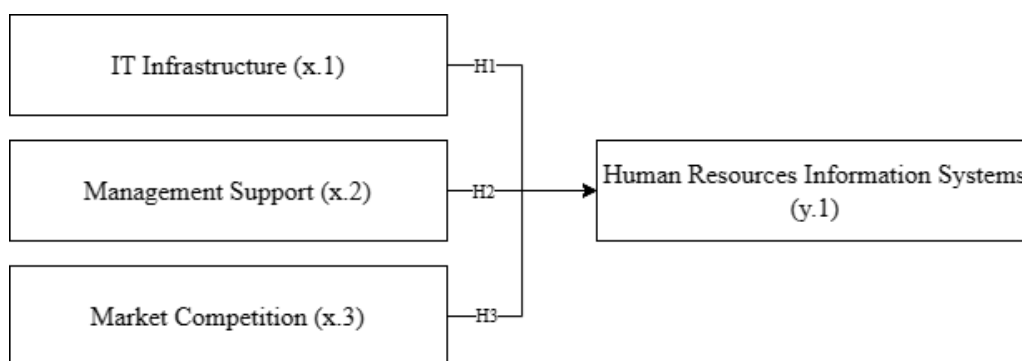 IT Infrastructure (x.1)
H1
Management Support (x.2)
H2
Human Resources Information Systems
(y.1)
Market Competition (x.3)
H3